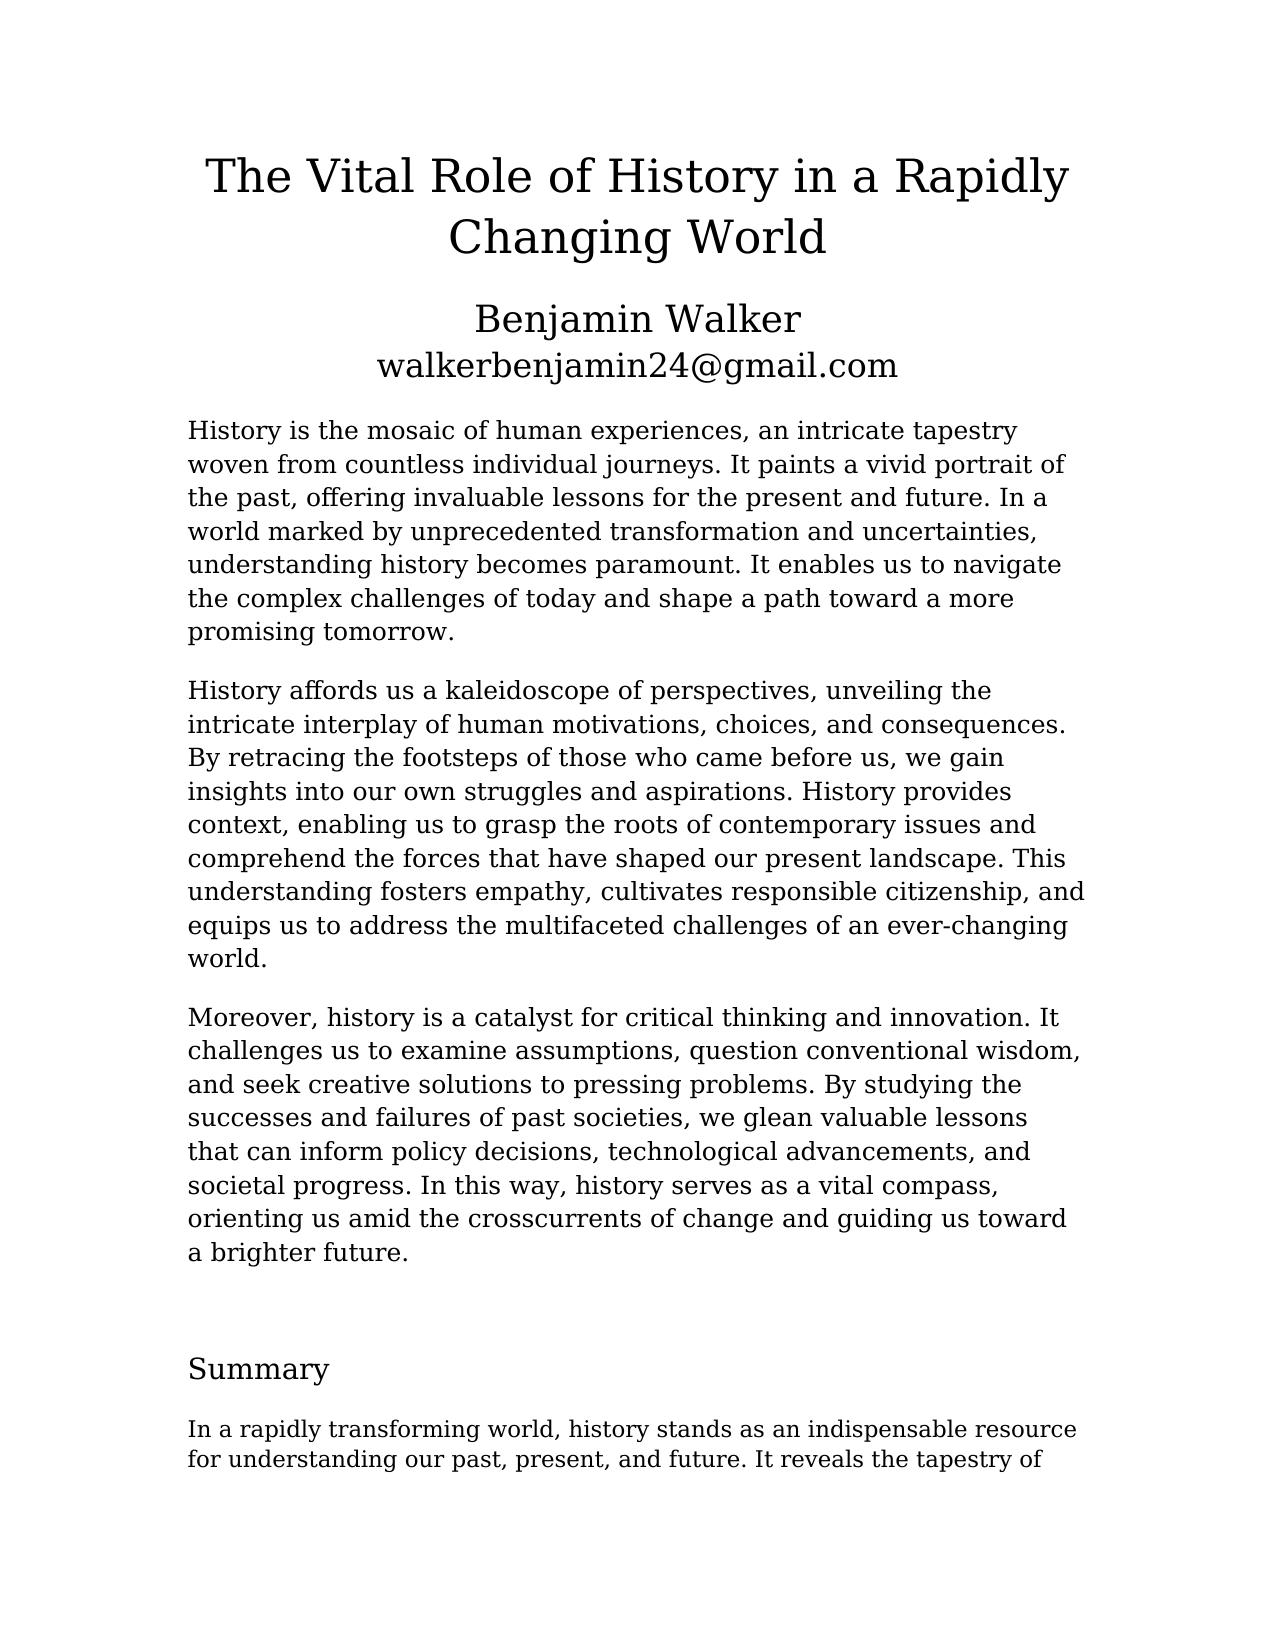 The Vital Role of History in a Rapidly
Changing World
Benjamin Walker
walkerbenjamin24@gmail.com
History is the mosaic of human experiences, an intricate tapestry
woven from countless individual journeys. It paints a vivid portrait of
the past, offering invaluable lessons for the present and future. In a
world marked by unprecedented transformation and uncertainties,
understanding history becomes paramount. It enables us to navigate
the complex challenges of today and shape a path toward a more
promising tomorrow.
History affords us a kaleidoscope of perspectives, unveiling the
intricate interplay of human motivations, choices, and consequences.
By retracing the footsteps of those who came before us, we gain
insights into our own struggles and aspirations. History provides
context, enabling us to grasp the roots of contemporary issues and
comprehend the forces that have shaped our present landscape. This
understanding fosters empathy, cultivates responsible citizenship, and
equips us to address the multifaceted challenges of an ever-changing
world.
Moreover, history is a catalyst for critical thinking and innovation. It
challenges us to examine assumptions, question conventional wisdom,
and seek creative solutions to pressing problems. By studying the
successes and failures of past societies, we glean valuable lessons
that can inform policy decisions, technological advancements, and
societal progress. In this way, history serves as a vital compass,
orienting us amid the crosscurrents of change and guiding us toward
a brighter future.
Summary
In a rapidly transforming world, history stands as an indispensable resource
for understanding our past, present, and future. It reveals the tapestry of